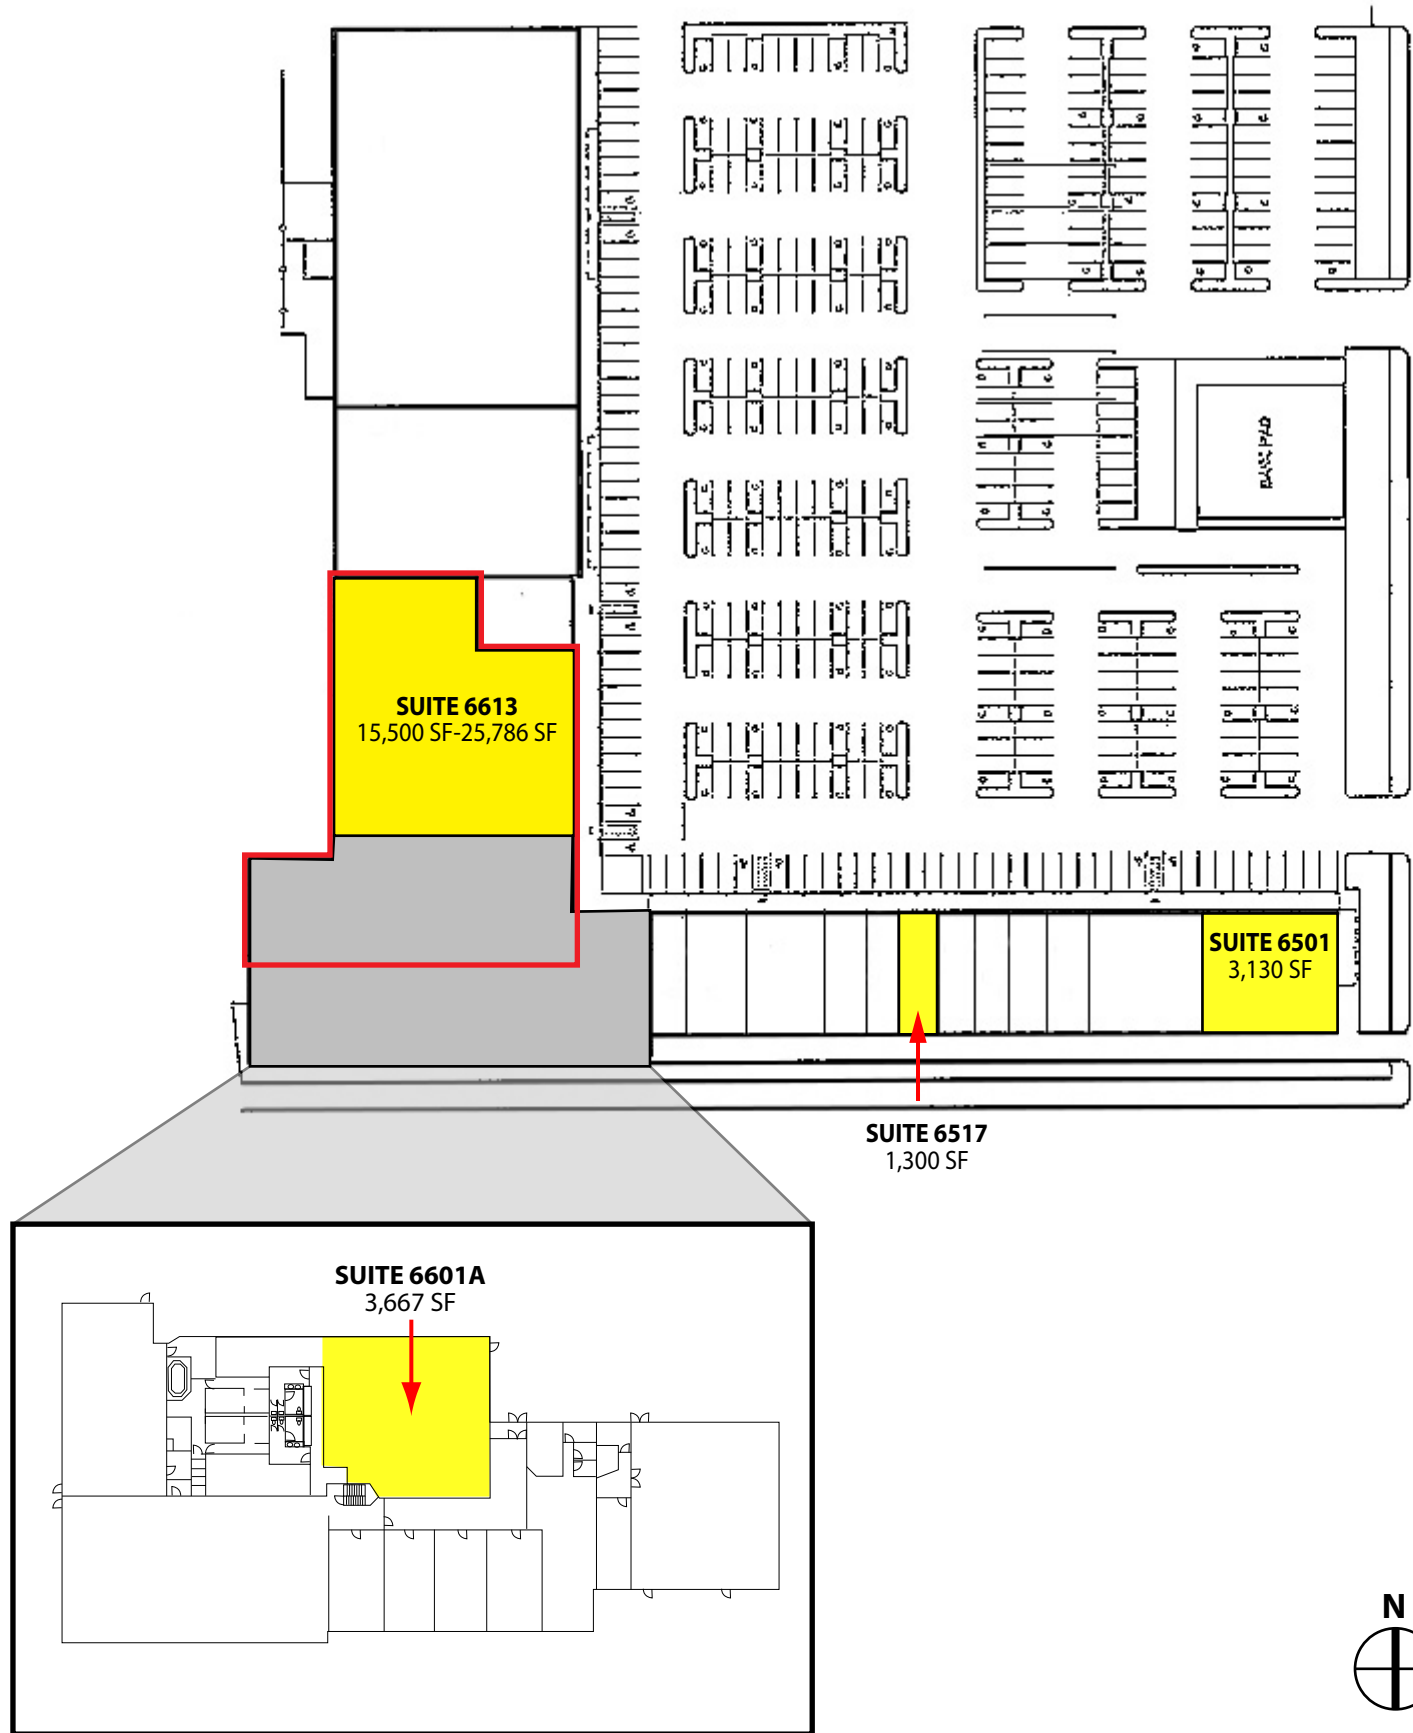 SUITE 6613
15,500 SF-25,786 SF
SUITE 6501
3,130 SF
SUITE 6517
1,300 SF
SUITE 6601A
3,667 SF
N